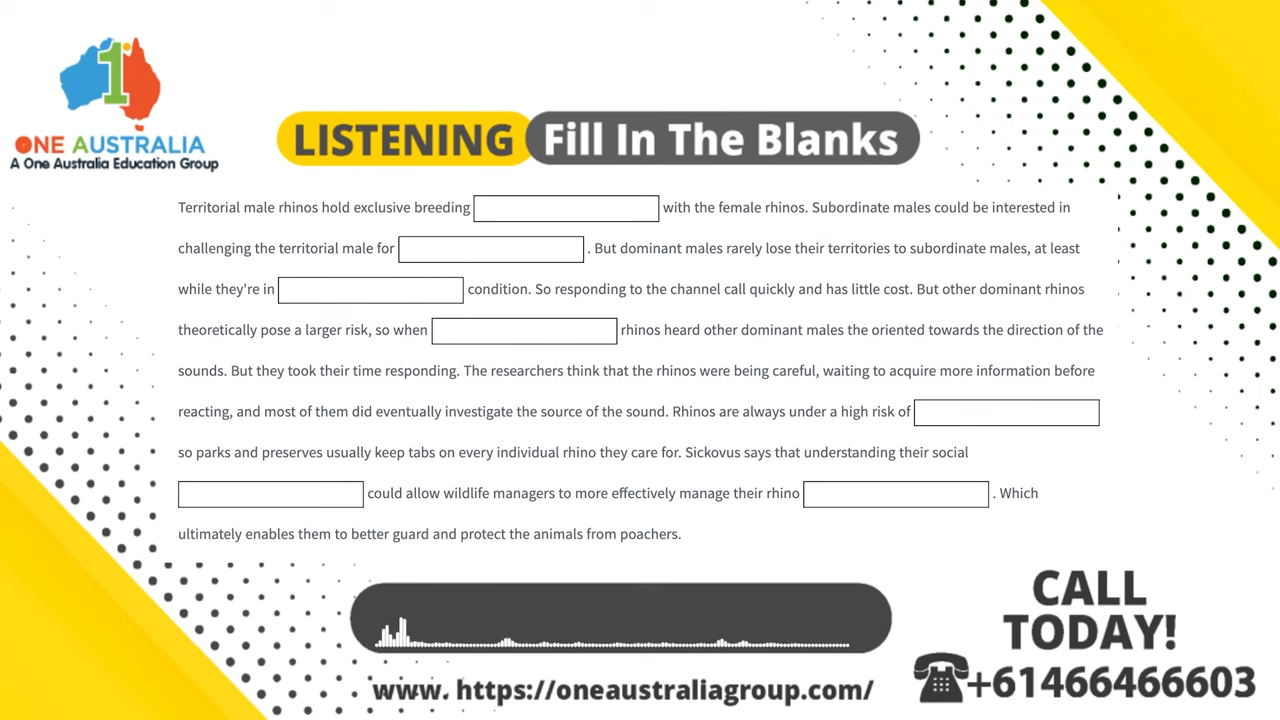 1
ONE AUSTRALIA
A One Australia Education Group
LISTENING Fill In The Blanks
Territorial male rhinos hold exclusive breeding with the female rhinos. Subordinate males could be interested in
challenging the territorial male for . But dominant males rarely lose their territories to subordinate males, at least
while they're in condition. So responding to the channel call quickly and has little cost. But other dominant rhinos
theoretically pose a larger risk, so when rhinos heard other dominant males the oriented towards the direction of the
sounds. But they took their time responding. The researchers think that the rhinos were being careful, waiting to acquire more information before
reacting, and most of them did eventually investigate the source of the sound. Rhinos are always under a high risk of
so parks and preserves usually keep tabs on every individual rhino they care for. Sickovus says that understanding their social
could allow wildlife managers to more effectively manage their rhino . Which
ultimately enables them to better guard and protect the animals from poachers.
CALL
TODAY!
+61466466603
www. https://oneaustraliagroup.com/